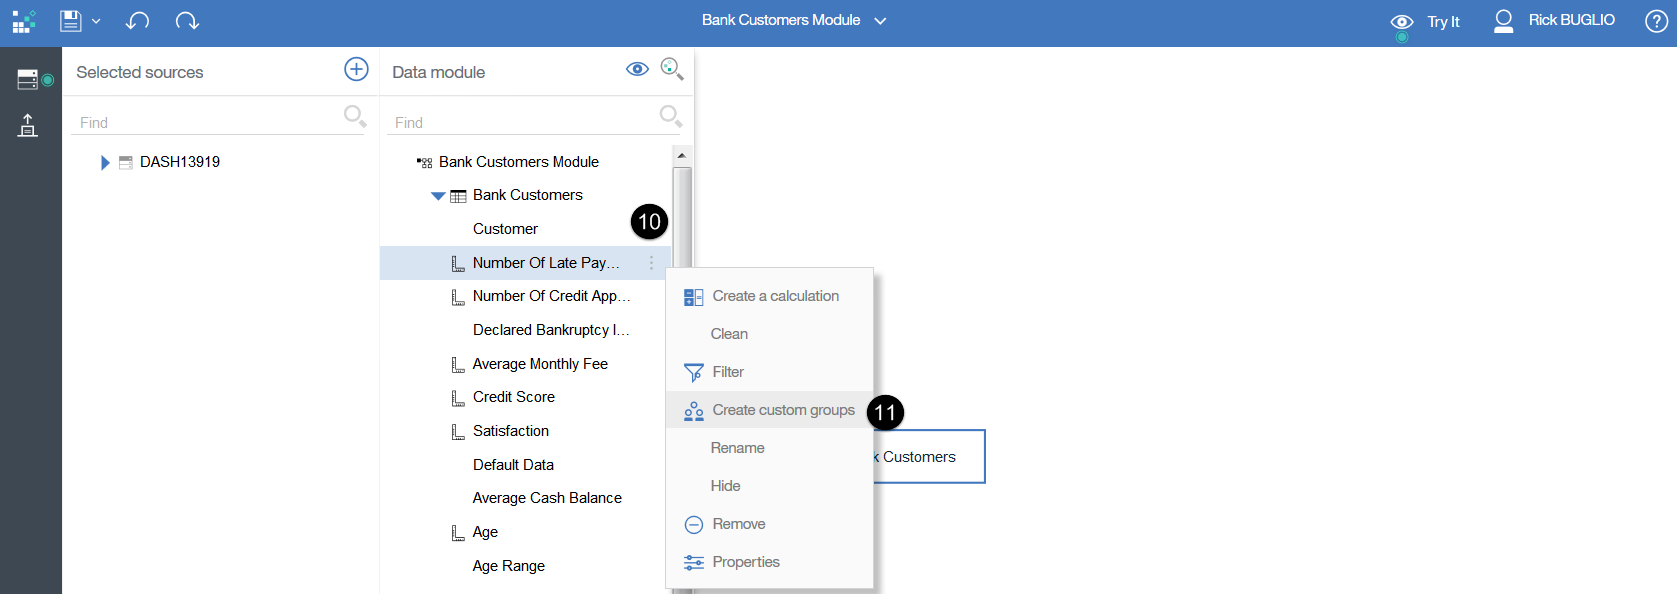 Bank Customers Module
Try It
Rick BUGLIO
?
Selected sources
Find
DASH13919
Data module
Find
Bank Customers Module
Bank Customers
Customer
10
Number Of Late Pay...
Number Of Credit App...
Declared Bankruptcy I...
Average Monthly Fee
Credit Score
Satisfaction
Default Data
Average Cash Balance
Age
Age Range
Create a calculation
Clean
Filter
Create custom groups
11
Rename
Hide
Remove
Properties
k Customers